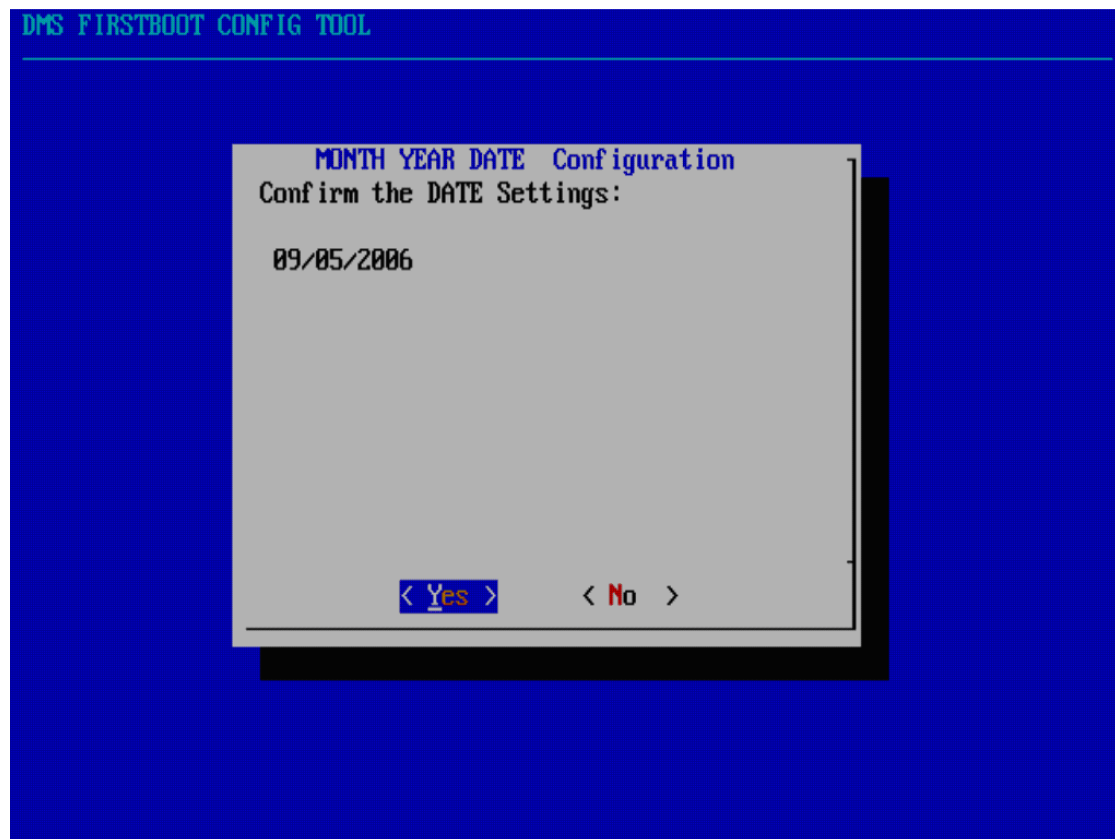 DMS FIRSTBOOT CONFIG TOOL
MONTH YEAR DATE  Configuration
Confirm the DATE Settings:
09/05/2006
< Yes >    < No  >